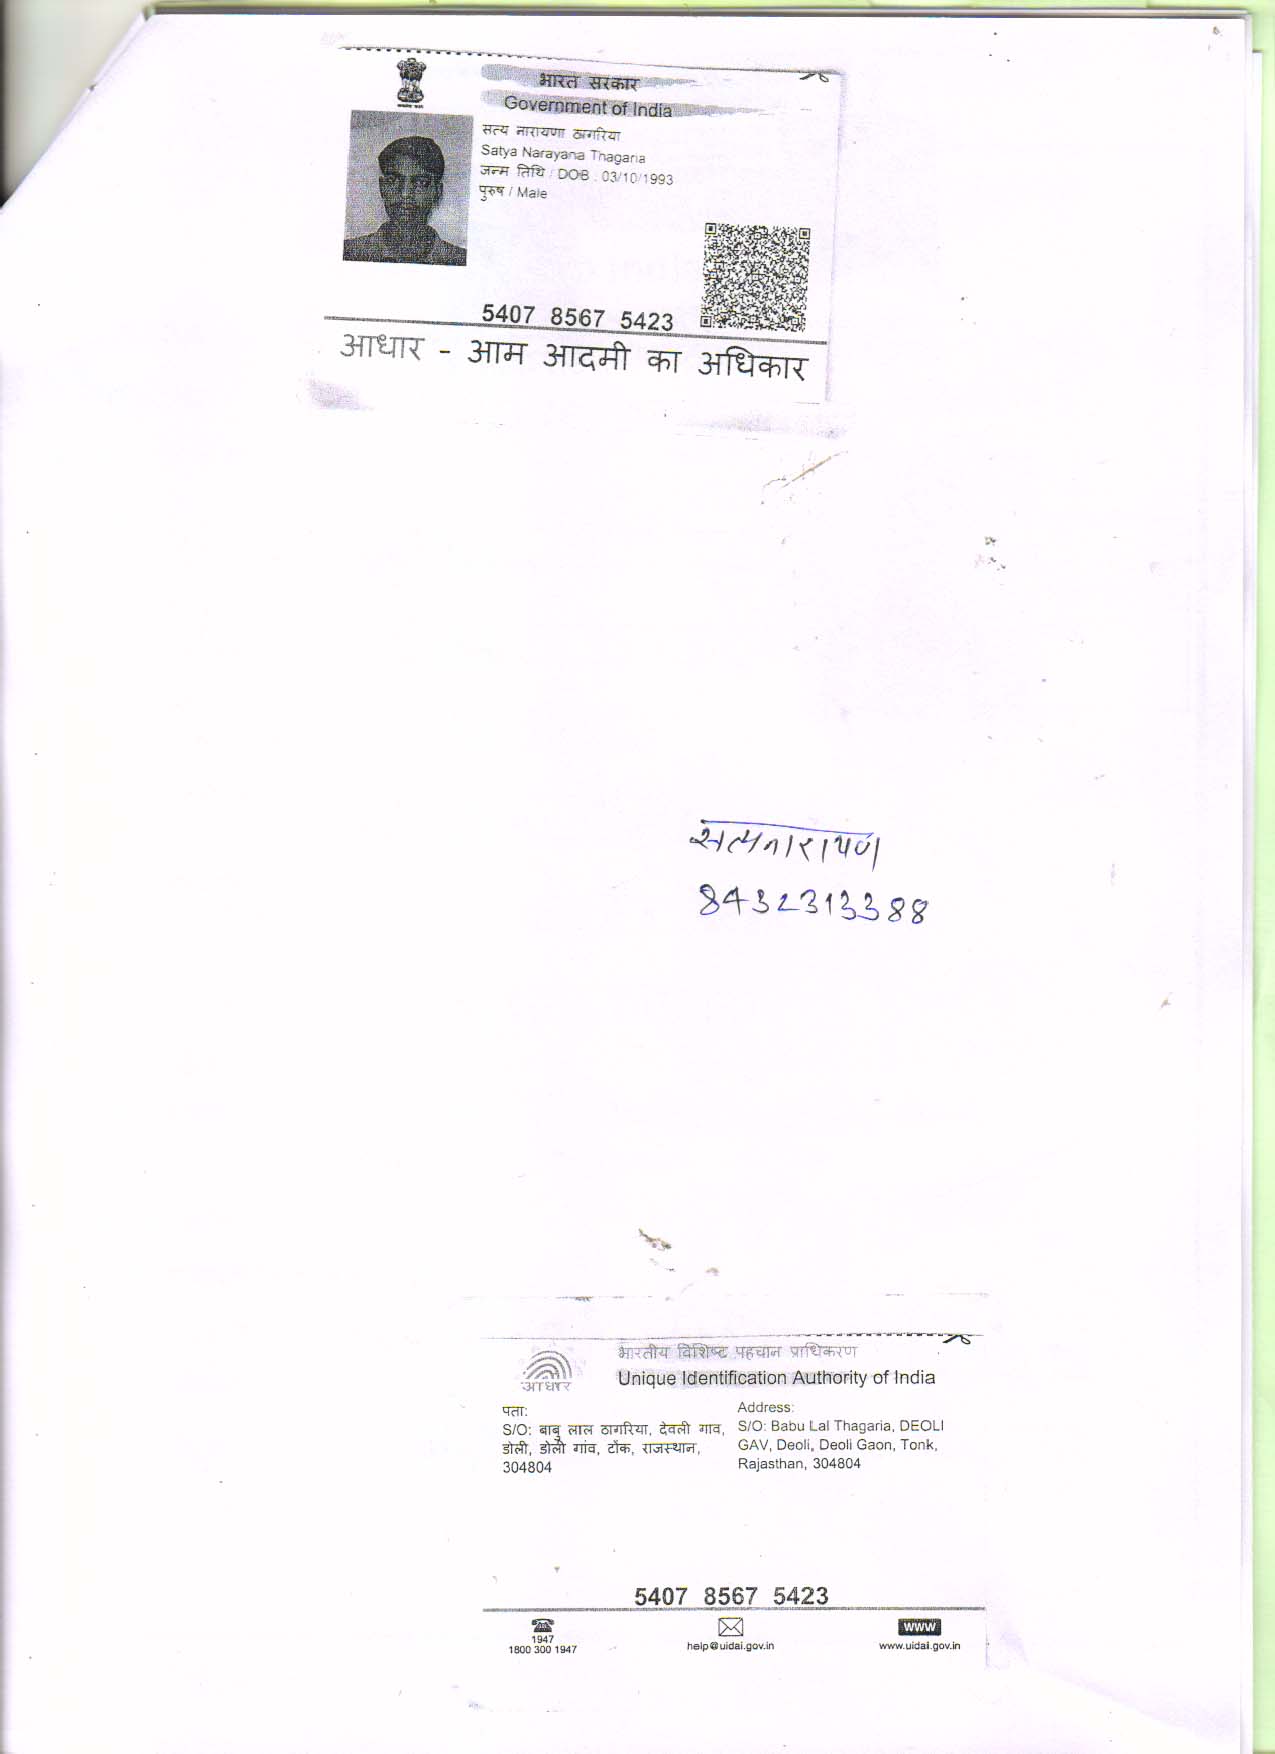 भारत सरकार
Government of India
सत्य नारायणा ठागरिया
Satya Narayana Thagaria
जन्म तिथि / DOB : 03/10/1993
पुरुष / Male
5407 8567 5423
आधार - आम आदमी का अधिकार
सत्यनारायण
8432313388
भारतीय विशिष्ट पहचान प्राधिकरण
Unique Identification Authority of India
आधार
पता:
S/O: बाबु लाल ठागरिया, देवली गाव,
डोली, डोली गांव, टोंक, राजस्थान,
304804
Address:
S/O: Babu Lal Thagaria, DEOLI
GAV, Deoli, Deoli Gaon, Tonk,
Rajasthan, 304804
5407 8567 5423
1947
1800 300 1947
help@uidai.gov.in
www
www.uidai.gov.in